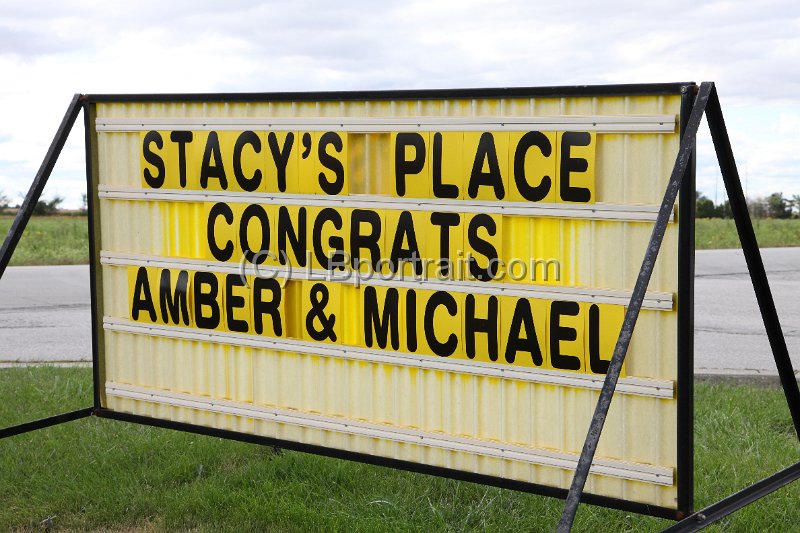 STACY'S PLACE
CONGRATS
(C) LBportrait.com
AMBER & MICHAEL